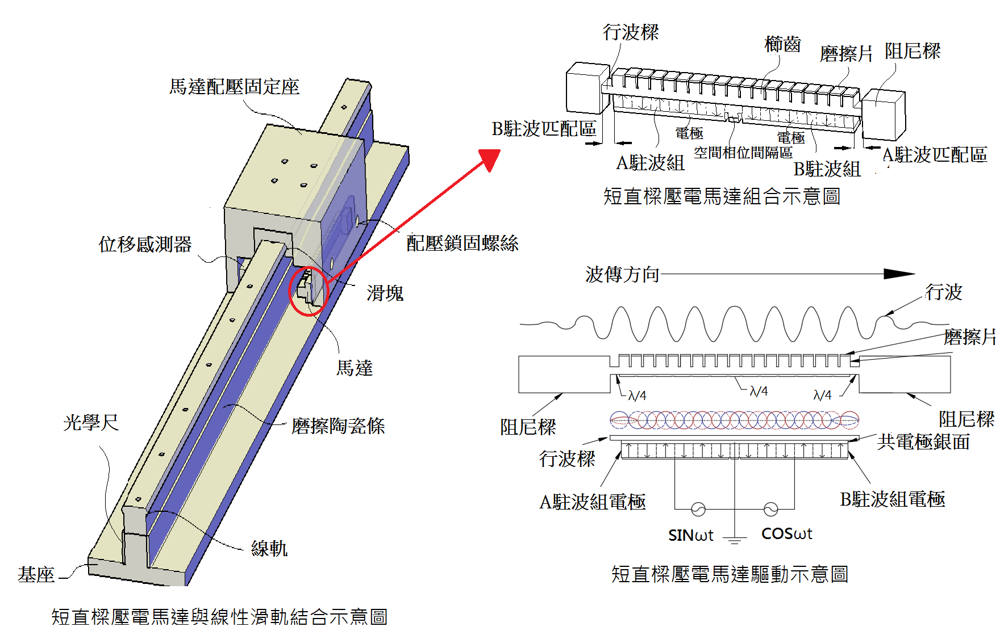 馬達配壓固定座
位移感測器
配壓鎖固螺絲
滑塊
馬達
磨擦陶瓷條
光學尺
線軌
基座
短直樑壓電馬達與線性滑軌結合示意圖
行波樑
櫛齒
磨擦片
阻尼樑
B駐波匹配區
電極
電極
空間相位間隔區
A駐波組
B駐波組
A駐波匹配區
短直樑壓電馬達組合示意圖
波傳方向
行波
磨擦片
λ/4
λ/4
λ/4
阻尼樑
阻尼樑
共電極銀面
行波樑
A駐波組電極
B駐波組電極
SINωt
COSωt
短直樑壓電馬達驅動示意圖